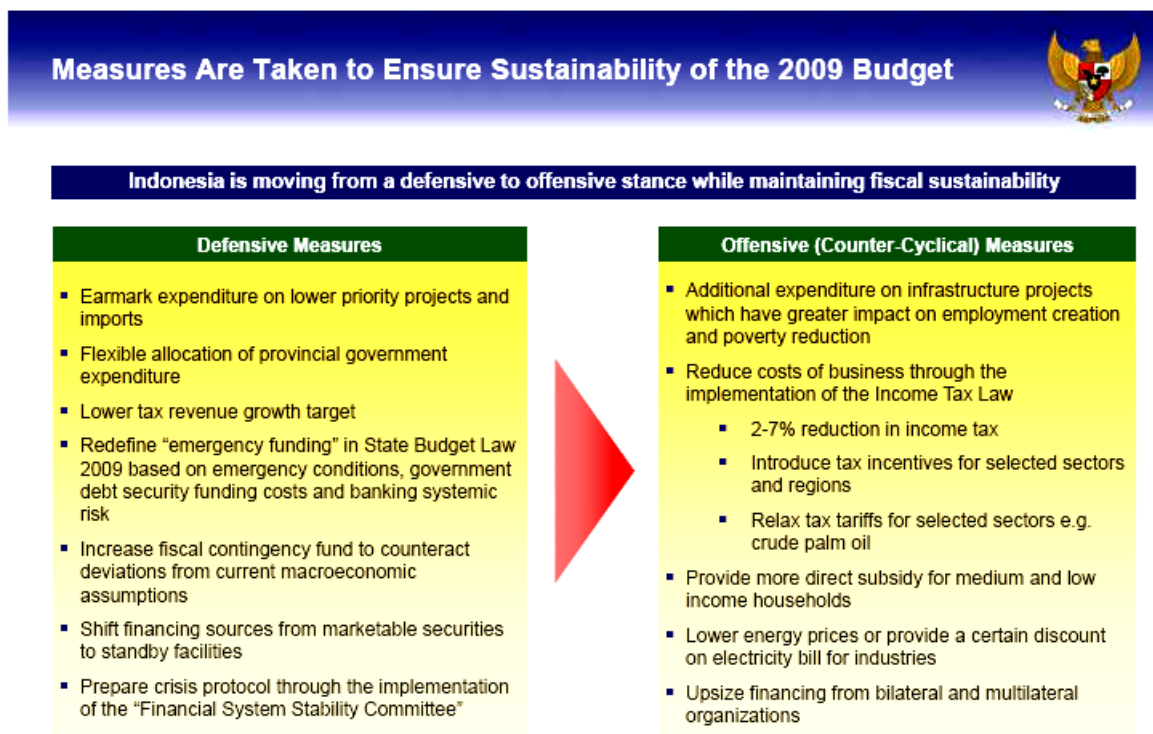 Measures Are Taken to Ensure Sustainability of the 2009 Budget
Indonesia is moving from a defensive to offensive stance while maintaining fiscal sustainability
Defensive Measures
▪ Earmark expenditure on lower priority projects and
imports
▪ Flexible allocation of provincial government
expenditure
▪ Lower tax revenue growth target
▪ Redefine “emergency funding” in State Budget Law
2009 based on emergency conditions, government
debt security funding costs and banking systemic
risk
▪ Increase fiscal contingency fund to counteract
deviations from current macroeconomic
assumptions
▪ Shift financing sources from marketable securities
to standby facilities
▪ Prepare crisis protocol through the implementation
of the “Financial System Stability Committee”
Offensive (Counter-Cyclical) Measures
▪ Additional expenditure on infrastructure projects
which have greater impact on employment creation
and poverty reduction
▪ Reduce costs of business through the
implementation of the Income Tax Law
▪ 2-7% reduction in income tax
▪ Introduce tax incentives for selected sectors
and regions
▪ Relax tax tariffs for selected sectors e.g.
crude palm oil
▪ Provide more direct subsidy for medium and low
income households
▪ Lower energy prices or provide a certain discount
on electricity bill for industries
▪ Upsize financing from bilateral and multilateral
organizations